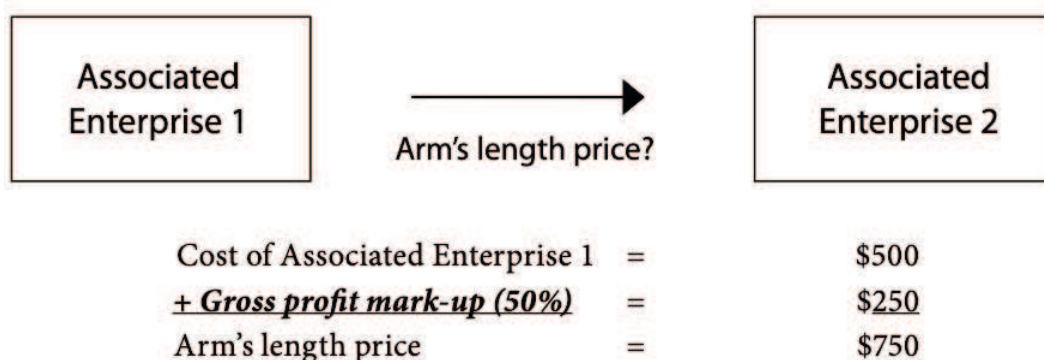 Associated
Enterprise 1
Arm's length price?
Associated
Enterprise 2
Cost of Associated Enterprise 1 = $500
+ Gross profit mark-up (50%) = $250
Arm's length price = $750